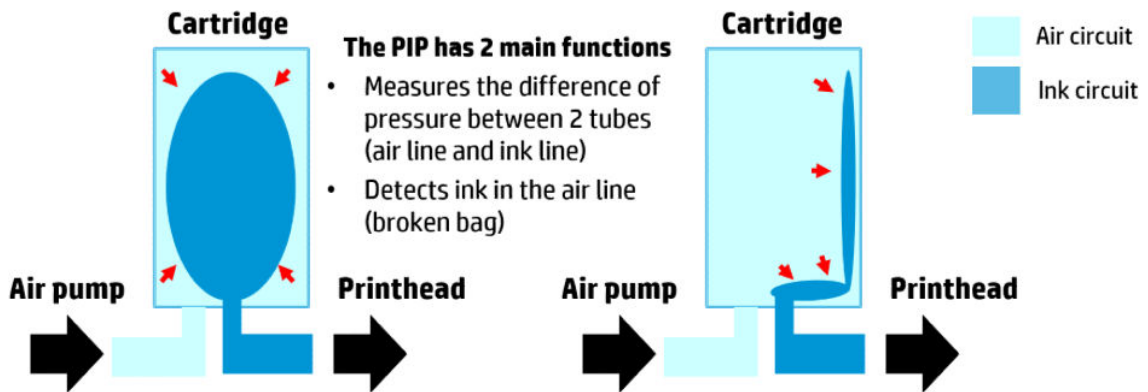 Cartridge
The PIP has 2 main functions
• Measures the difference of
pressure between 2 tubes
(air line and ink line)
• Detects ink in the air line
(broken bag)
Air pump
Printhead
Cartridge
Air pump
Printhead
Air circuit
Ink circuit